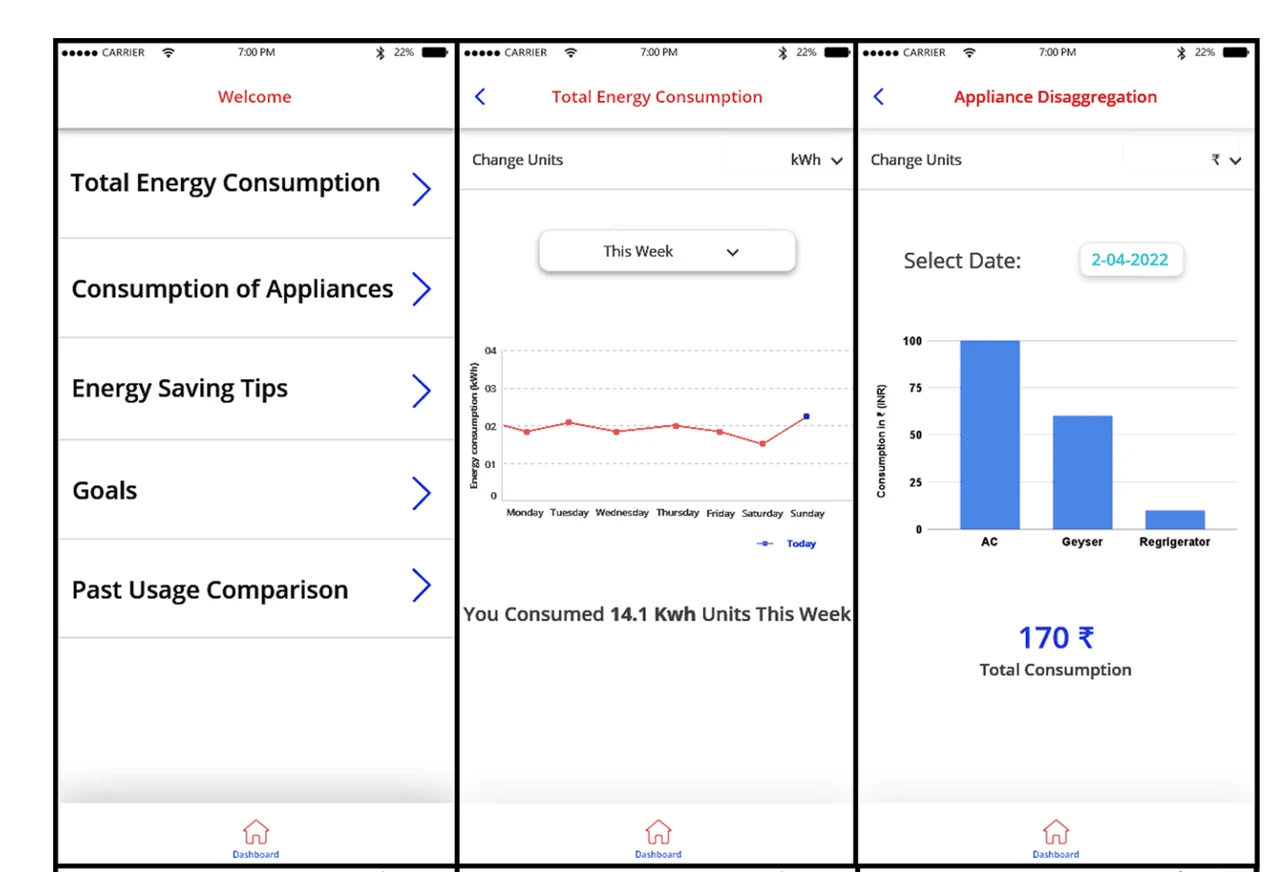 CARRIER 7:00 PM 22%
Welcome
Total Energy Consumption
Consumption of Appliances
Energy Saving Tips
Goals
Past Usage Comparison
Dashboard
CARRIER 7:00 PM 22%
Total Energy Consumption
Change Units kWh
This Week
Energy consumption (kWh)
04
03
02
01
0
Monday Tuesday Wednesday Thursday Friday Saturday Sunday
Today
You Consumed 14.1 Kwh Units This Week
Dashboard
CARRIER 7:00 PM 22%
Appliance Disaggregation
Change Units ₹
Select Date: 2-04-2022
Consumption in ₹ (INR)
100
75
50
25
0
AC Geyser Regrigerator
170 ₹
Total Consumption
Dashboard